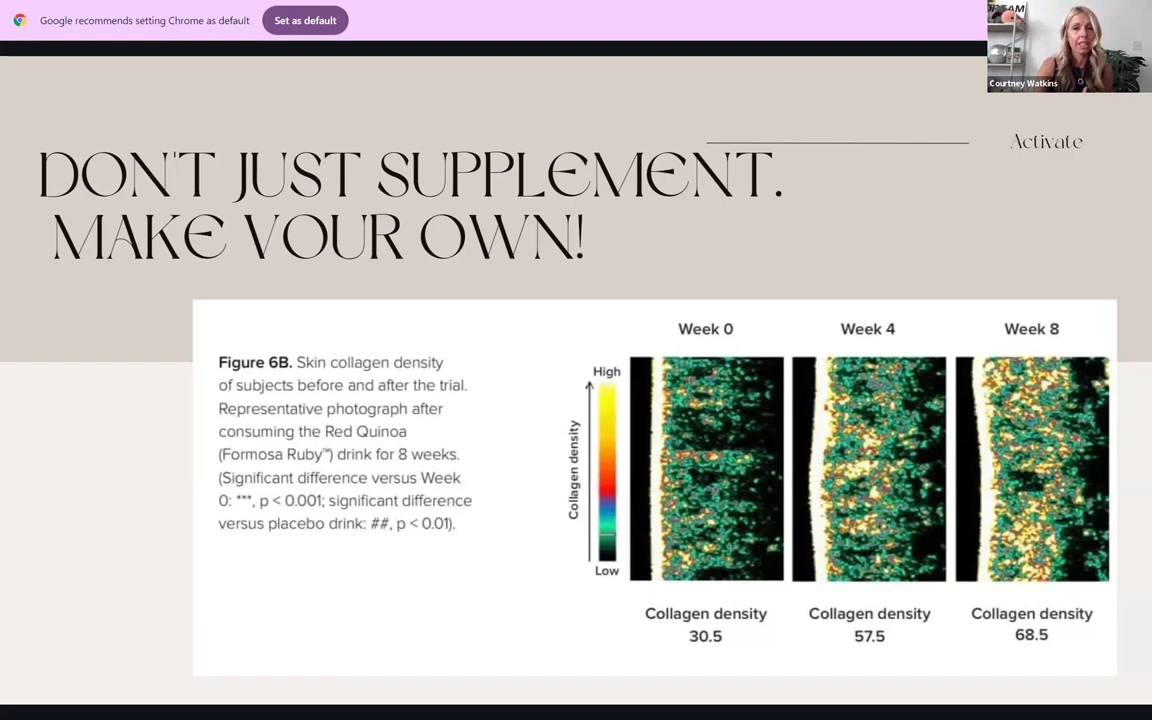 Google recommends setting Chrome as default
Set as default
Courtney Watkins
Activate
DON'T JUST SUPPLEMENT.
MAKE YOUR OWN!
Figure 6B. Skin collagen density
of subjects before and after the trial.
Representative photograph after
consuming the Red Quinoa
(Formosa Ruby™) drink for 8 weeks.
(Significant difference versus Week
0: ***, p < 0.001; significant difference
versus placebo drink: ##, p < 0.01).
High
Collagen density
Low
Week 0
Week 4
Week 8
Collagen density
30.5
Collagen density
57.5
Collagen density
68.5